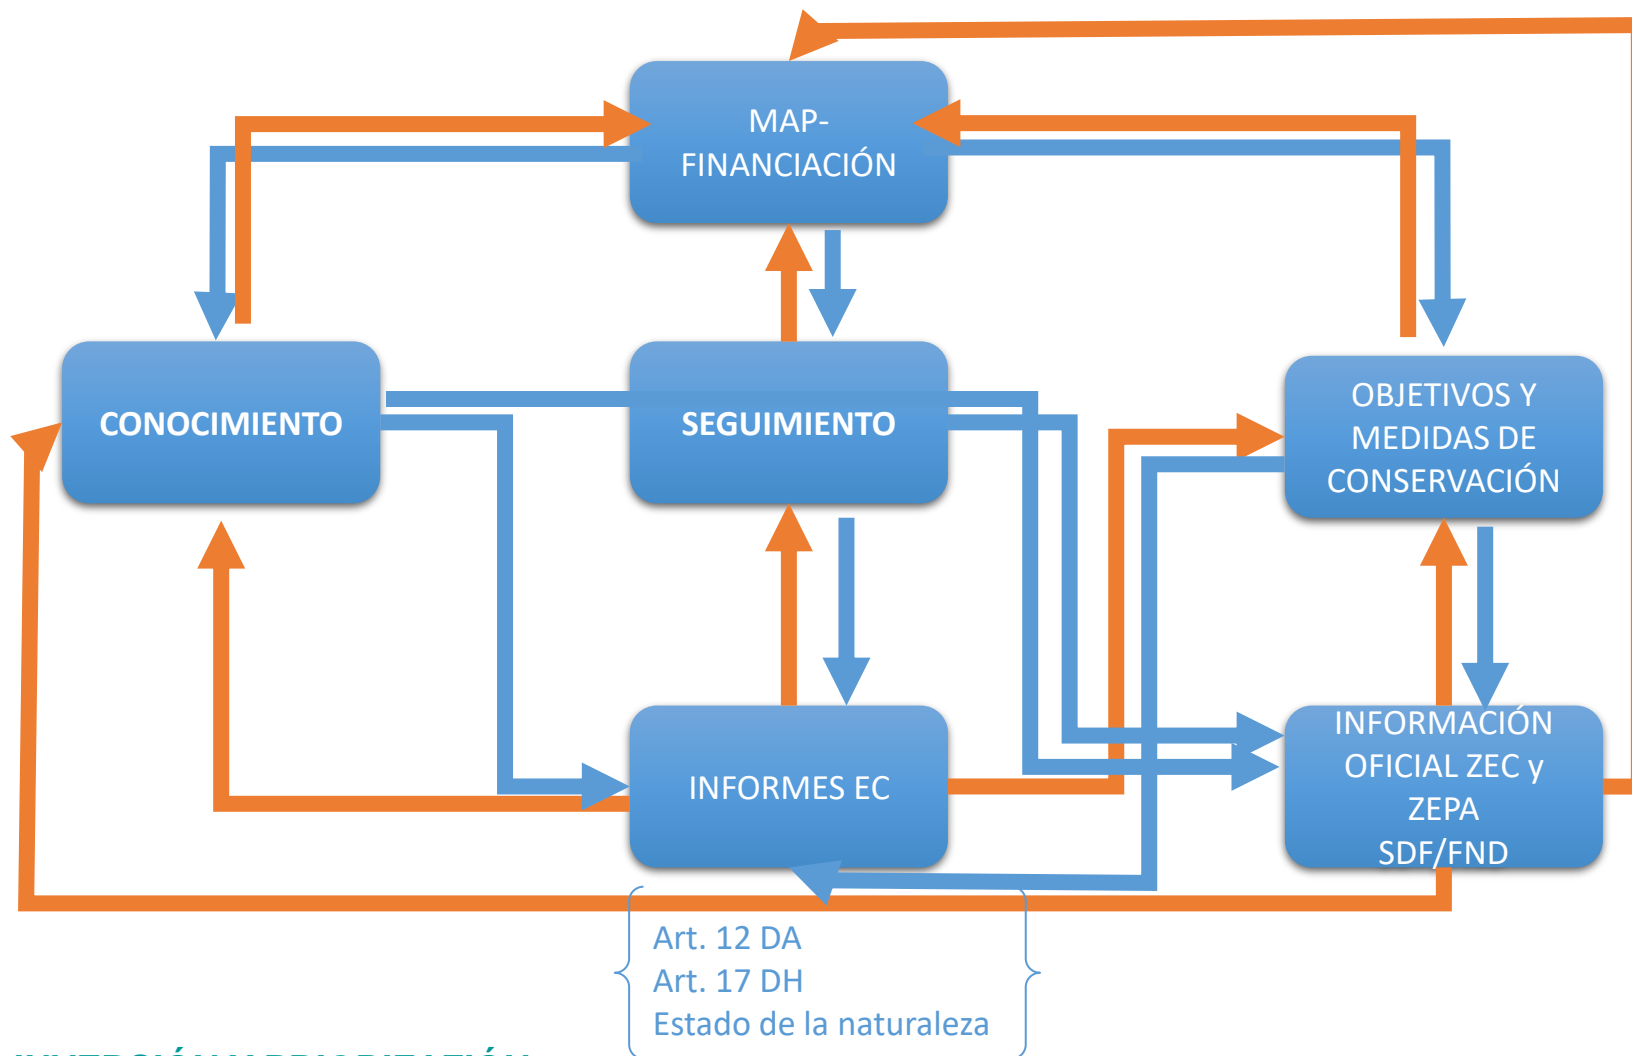 MAP-
FINANCIACIÓN
CONOCIMIENTO
SEGUIMIENTO
OBJETIVOS Y
MEDIDAS DE
CONSERVACIÓN
INFORMES EC
INFORMACIÓN
OFICIAL ZEC y
ZEPA
SDF/FND
Art. 12 DA
Art. 17 DH
Estado de la naturaleza